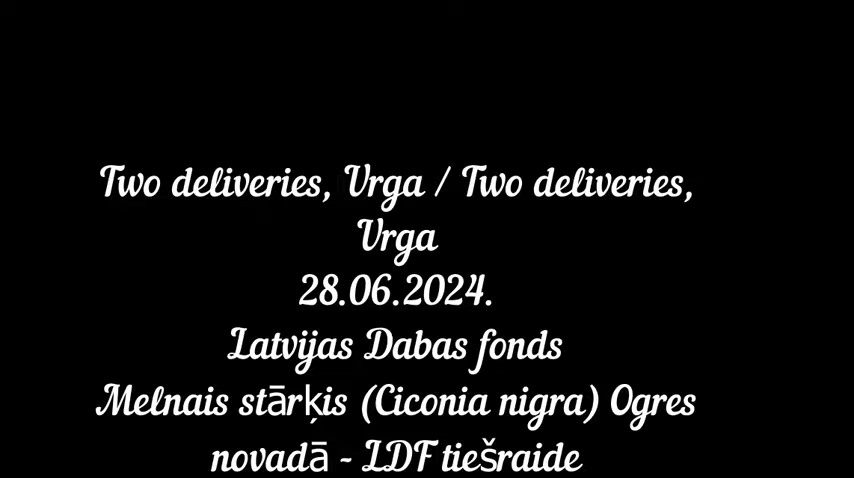 Two deliveries, Urga / Two deliveries,
Urga
28.06.2024.
Latvijas Dabas fonds
Melnais stārķis (Ciconia nigra) Ogres
novadā - LDF tiešraide